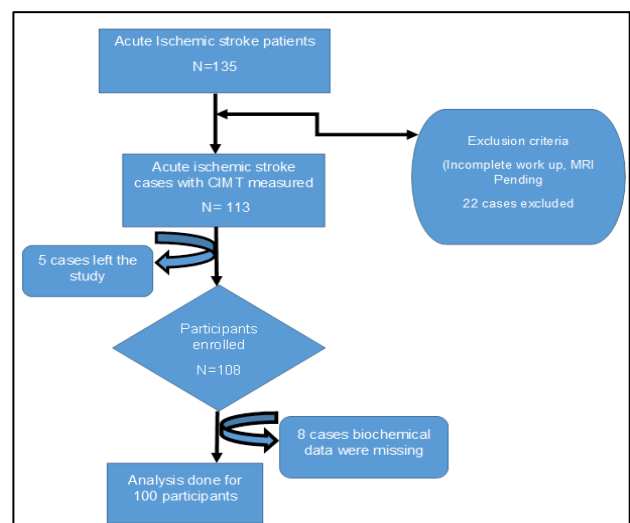 Acute Ischemic stroke patients
N=135
Exclusion criteria
(Incomplete work up, MRI
Pending
22 cases excluded
Acute ischemic stroke
cases with CIMT measured
N= 113
5 cases left the
study
Participants
enrolled
N=108
8 cases biochemical
data were missing
Analysis done for
100 participants